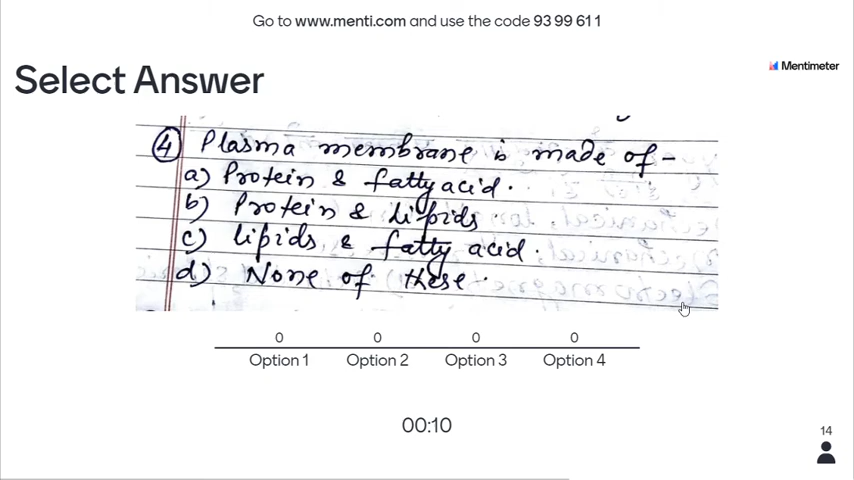 Go to www.menti.com and use the code 93 99 61 1
Mentimeter
Select Answer
4 Plasma membrane is made of-
a) Protein & fatty acid.
b) Protein & lipids
c) lipids & fatty acid.
d) None of these.
0 0 0 0
Option 1 Option 2 Option 3 Option 4
00:10
14